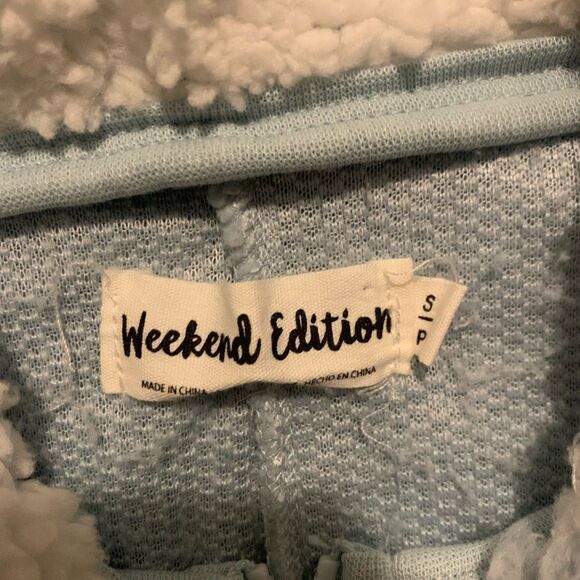 Weekend Edition
MADE IN CHINA
HECHO EN CHINA
S
P